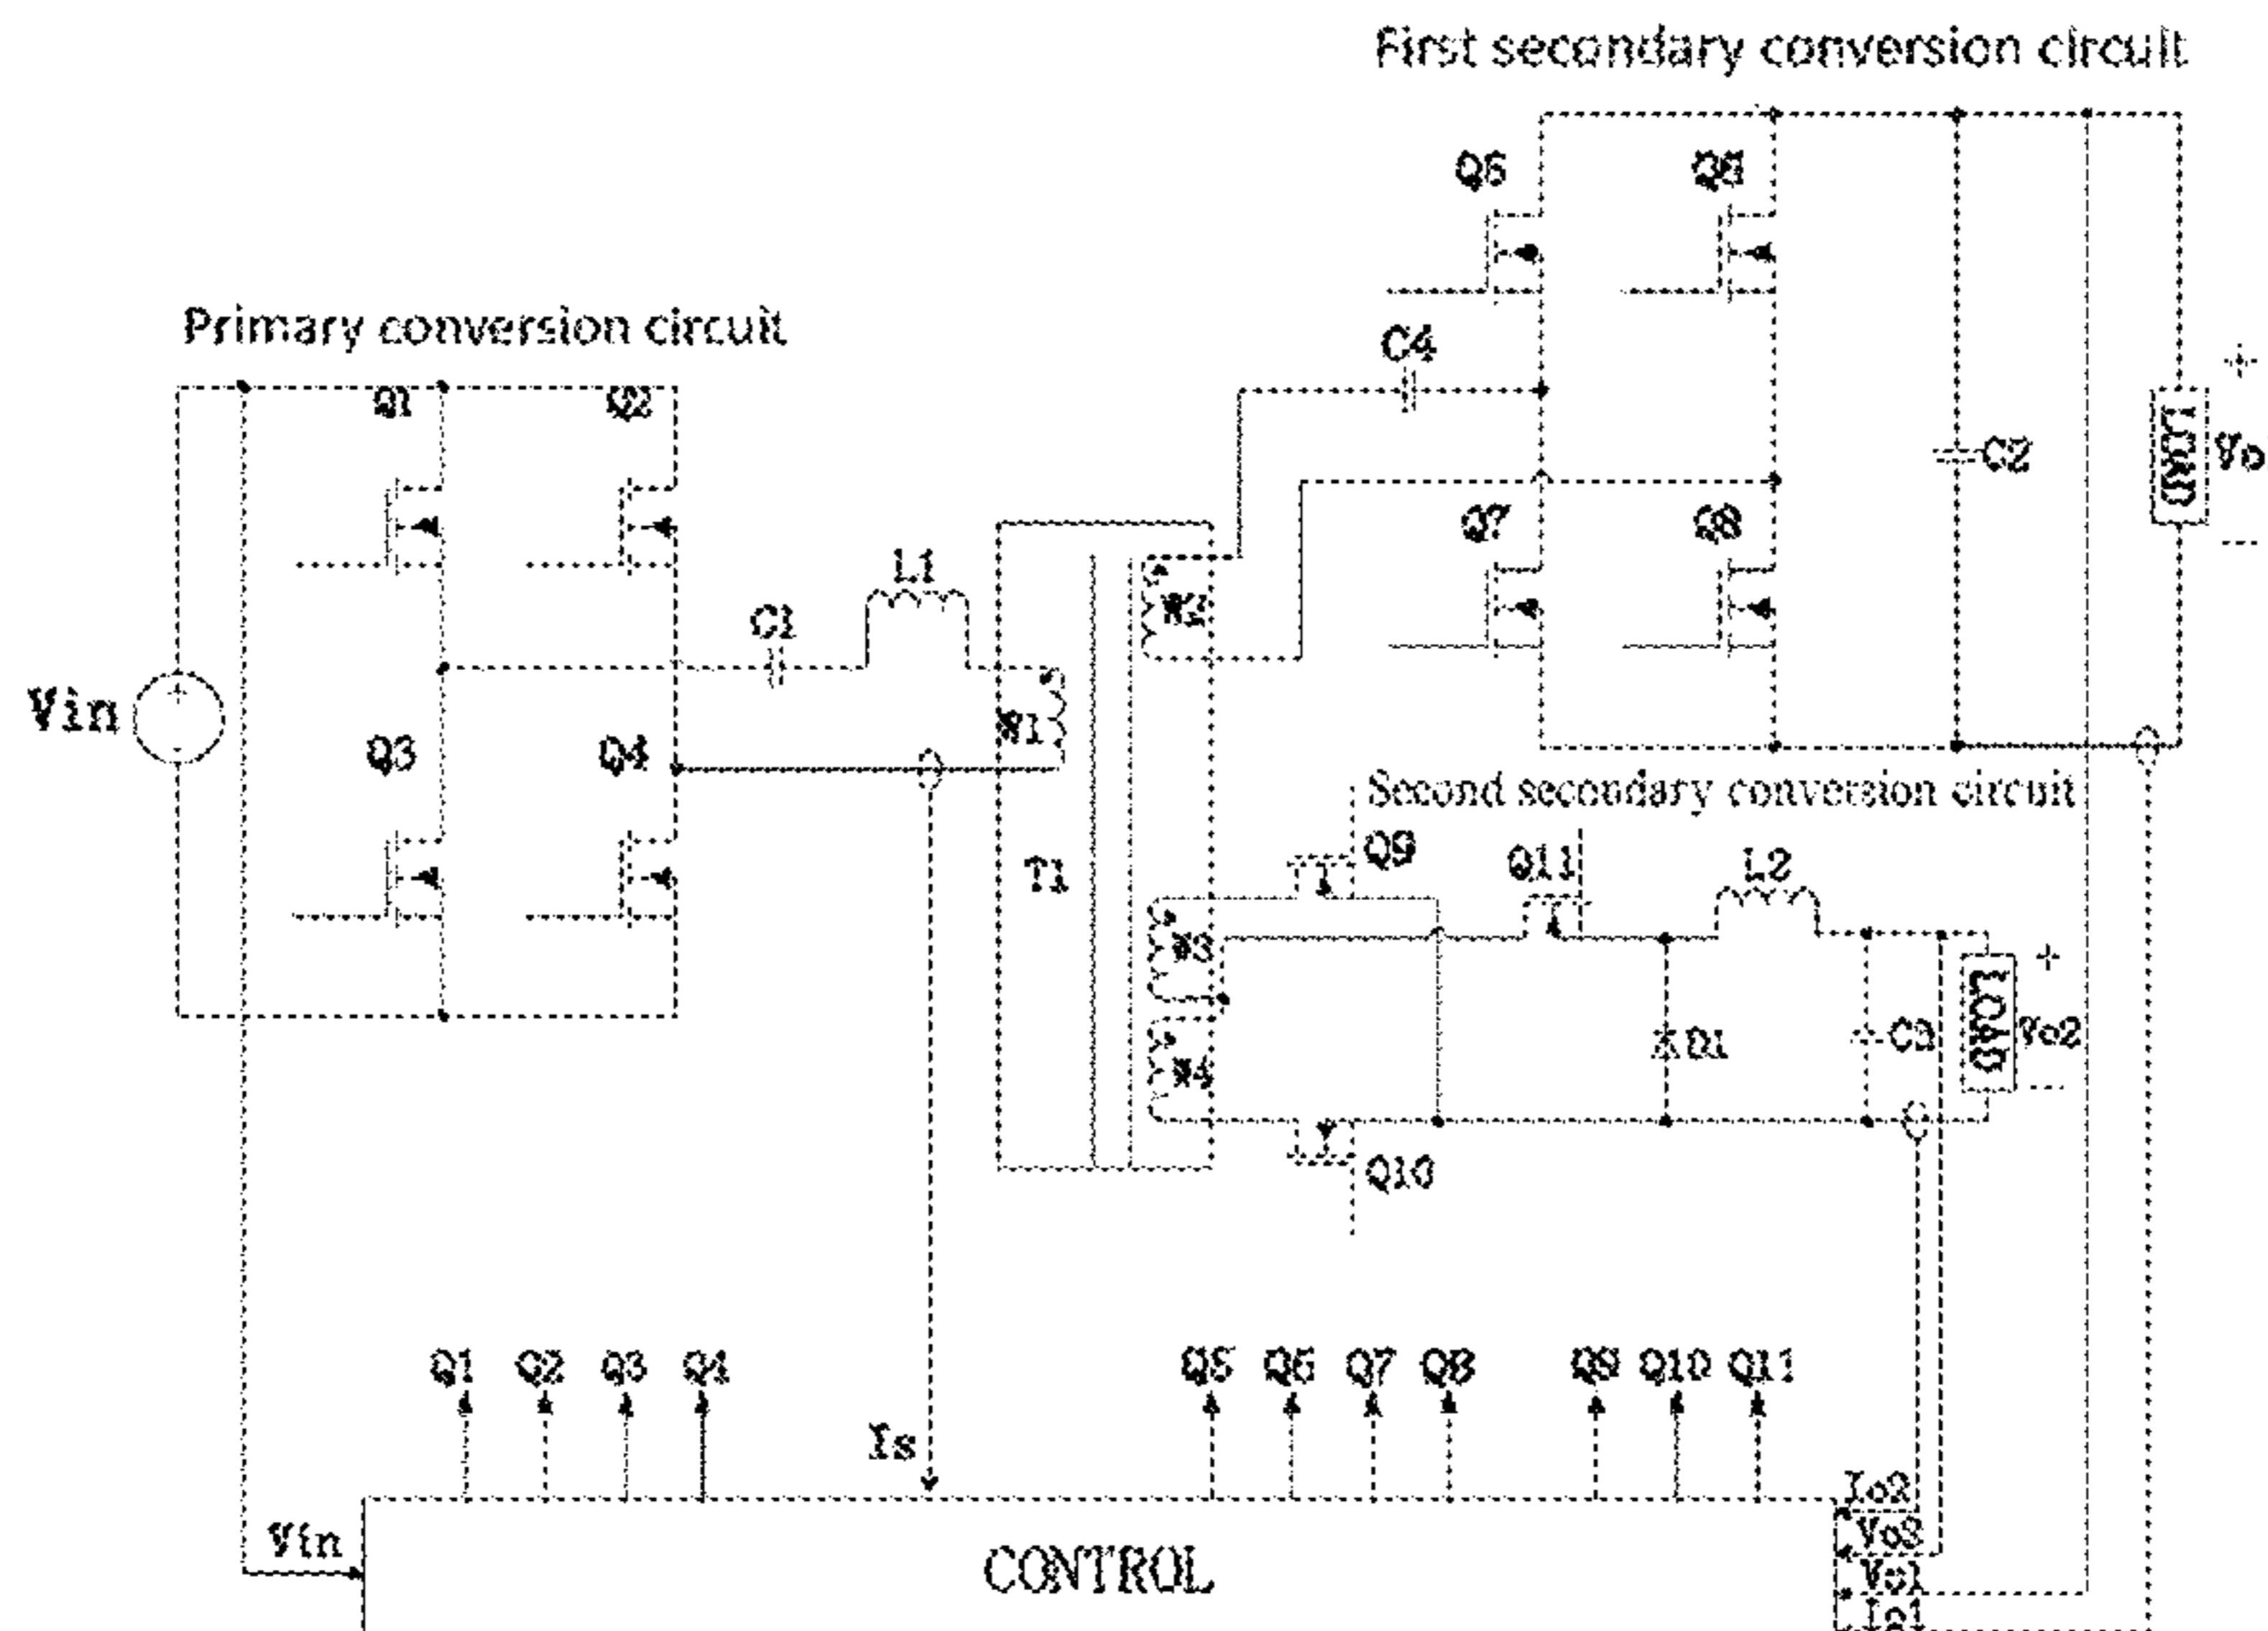 First secondary conversion circuit
Q5
Q6
Primary conversion circuit
C4
Q1
Q2
LOAD
+
Vo
-
C2
Q7
Q8
L1
W2
C1
Vin
+
-
W1
Q3
Q4
Second secondary conversion circuit
Q9
Q11
L2
T1
W3
+
LOAD
Vo2
-
D1
C3
W4
Q10
Q1 Q2 Q3 Q4
Q5 Q6 Q7 Q8 Q9 Q10 Q11
Is
Io2
Vo2
Vin
CONTROL
Vo1
Io1